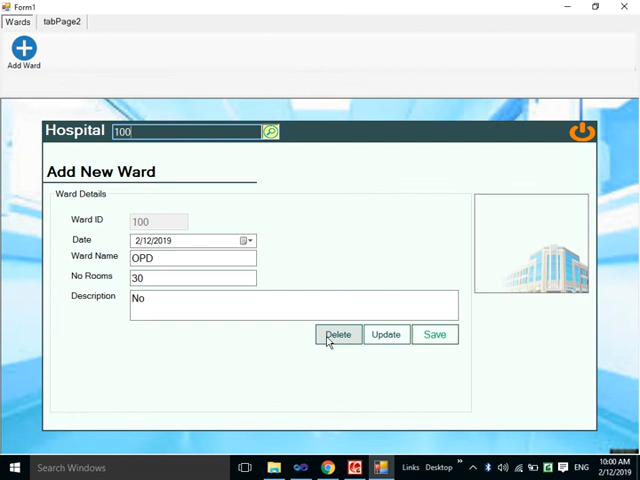 Form1
Wards tabPage2
Add Ward
Hospital 100
Add New Ward
Ward Details
Ward ID 100
Date 2/12/2019
Ward Name OPD
No Rooms 30
Description No
Delete Update Save
Search Windows
Links Desktop » ENG 10:00 AM
2/12/2019